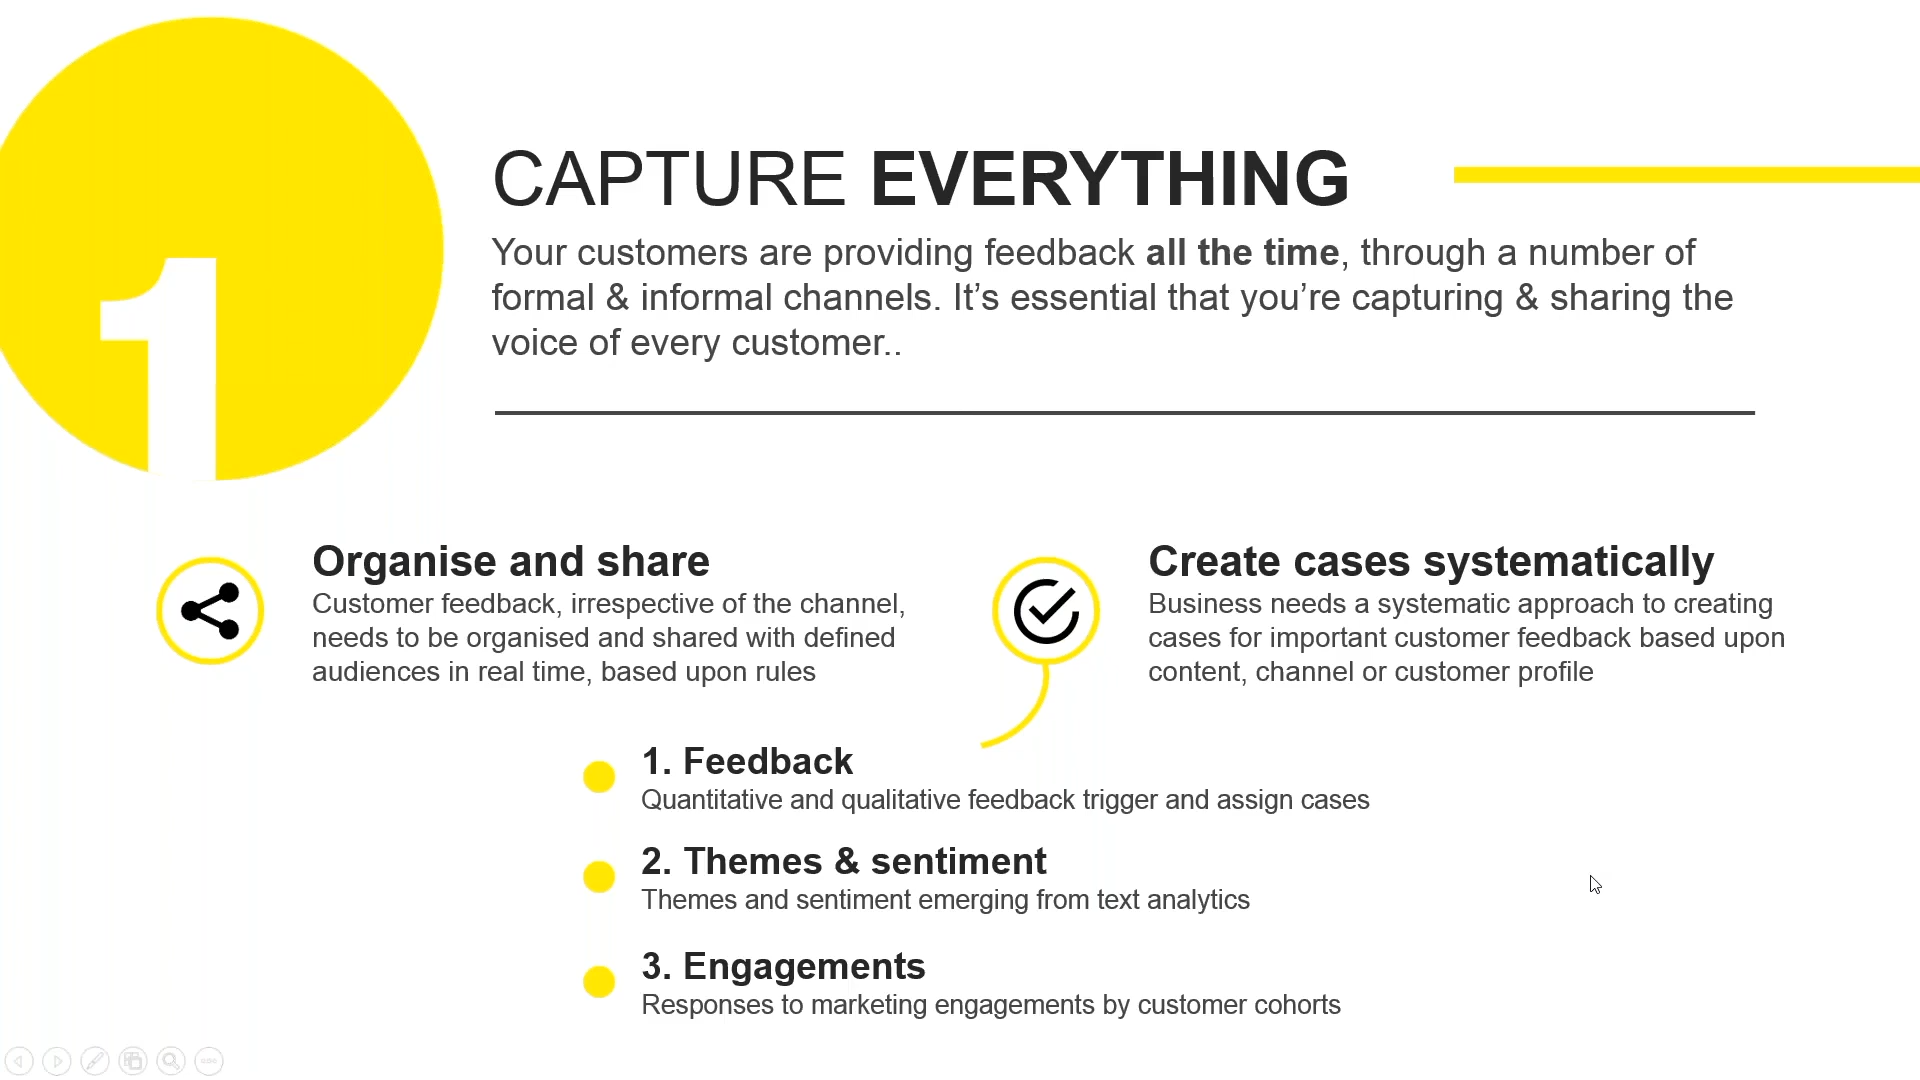 1
CAPTURE EVERYTHING
Your customers are providing feedback all the time, through a number of
formal & informal channels. It’s essential that you’re capturing & sharing the
voice of every customer..
Organise and share
Customer feedback, irrespective of the channel,
needs to be organised and shared with defined
audiences in real time, based upon rules
Create cases systematically
Business needs a systematic approach to creating
cases for important customer feedback based upon
content, channel or customer profile
1. Feedback
Quantitative and qualitative feedback trigger and assign cases
2. Themes & sentiment
Themes and sentiment emerging from text analytics
3. Engagements
Responses to marketing engagements by customer cohorts